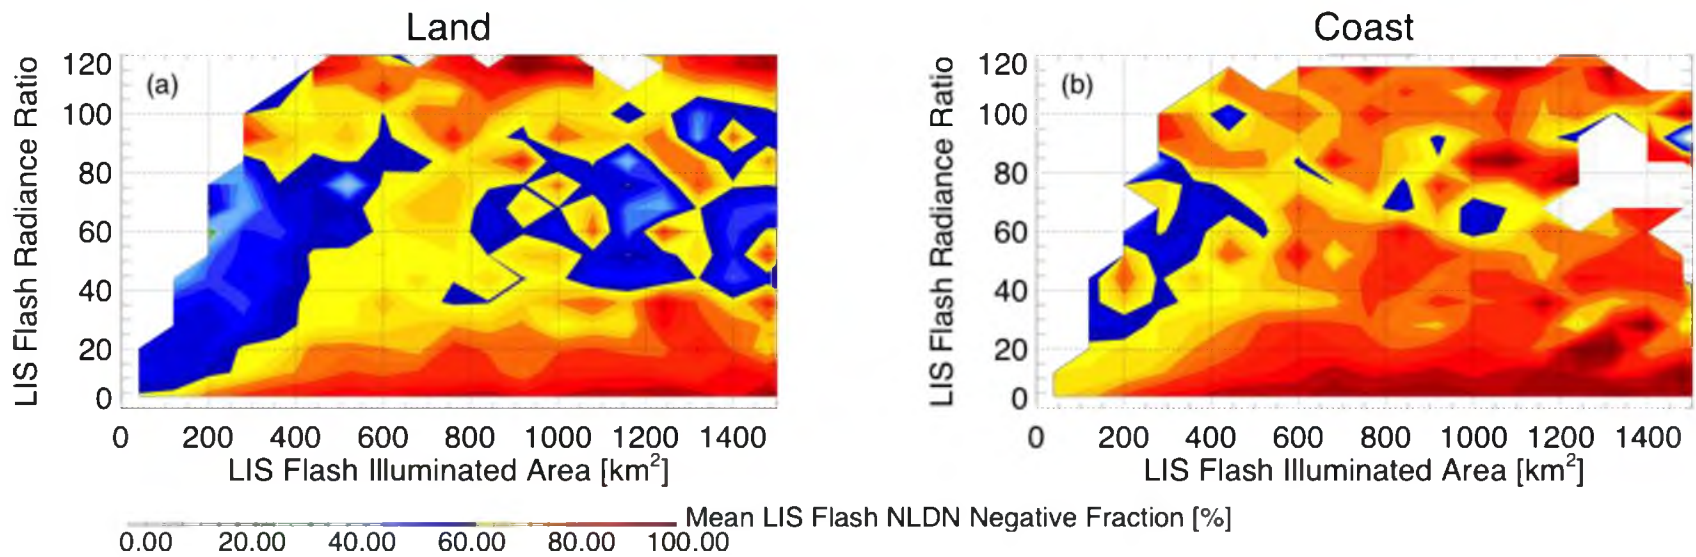 Land
Coast
(a)
(b)
LIS Flash Radiance Ratio
120
100
80
60
40
20
0
LIS Flash Radiance Ratio
120
100
80
60
40
20
0
0 200 400 600 800 1000 1200 1400
0 200 400 600 800 1000 1200 1400
LIS Flash Illuminated Area [km²]
LIS Flash Illuminated Area [km²]
Mean LIS Flash NLDN Negative Fraction [%]
0.00 20.00 40.00 60.00 80.00 100.00